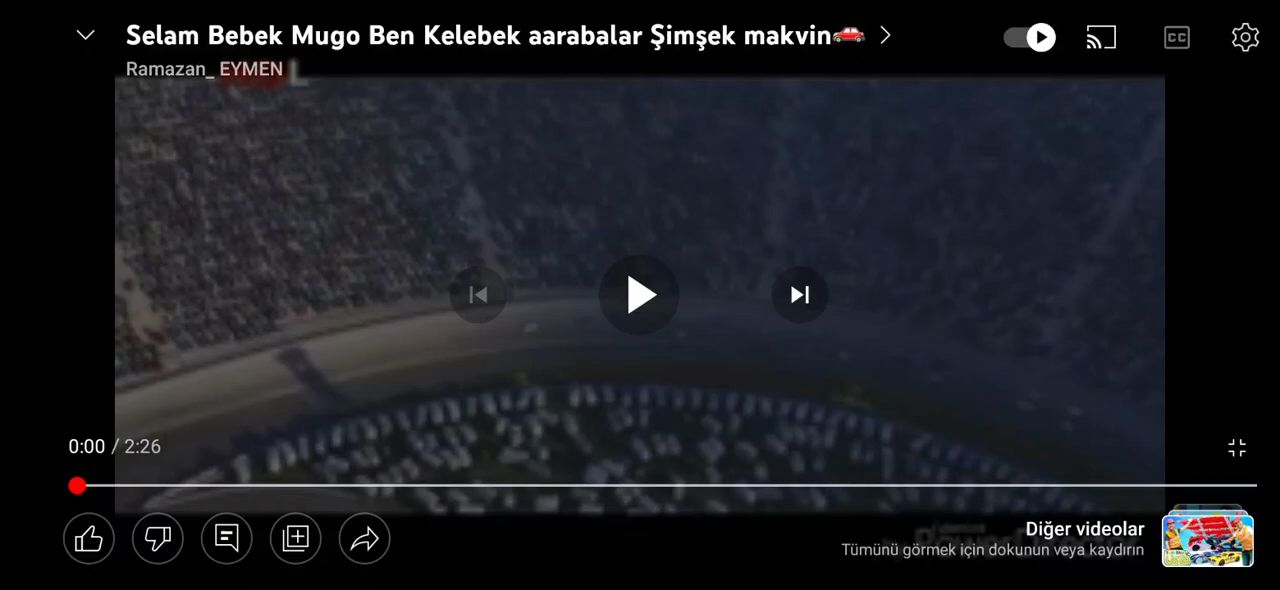 Selam Bebek Mugo Ben Kelebek aarabalar Şimşek makvin🚗
Ramazan_ EYMEN
CC
0:00 / 2:26
Diğer videolar
Tümünü görmek için dokunun veya kaydırın